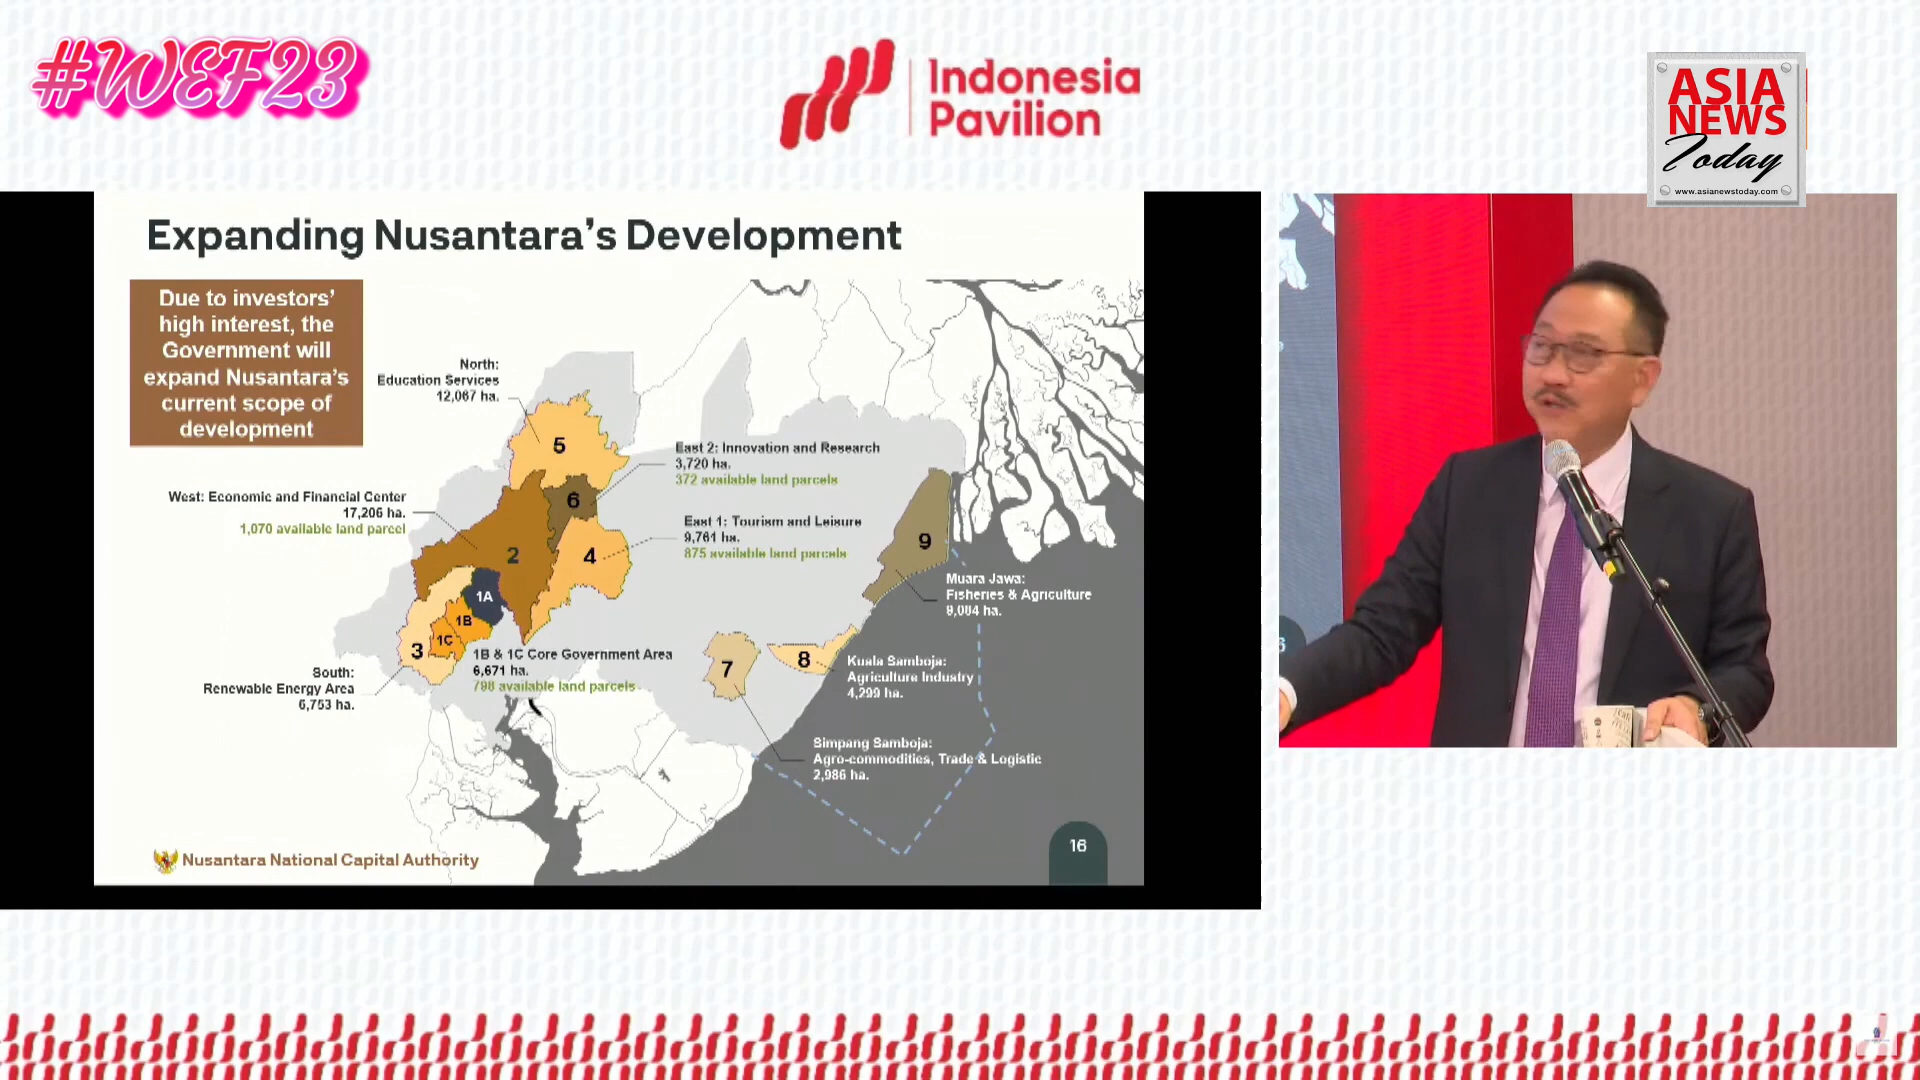 #WEF23
Indonesia
Pavilion
ASIA
NEWS
Today
www.asianewstoday.com
Expanding Nusantara's Development
Due to investors'
high interest, the
Government will
expand Nusantara's
current scope of
development
North:
Education Services
12,067 ha.
5
East 2: Innovation and Research
3,720 ha.
372 available land parcels
West: Economic and Financial Center
17,206 ha.
1,070 available land parcel
6
East 1: Tourism and Leisure
9,761 ha.
875 available land parcels
2
4
9
Muara Jawa:
Fisheries & Agriculture
1A
1B
1C
3
1B & 1C Core Government Area
6,671 ha.
798 available land parcels
7
8
Kuala Samboja:
Agriculture Industry
4,299 ha.
South:
Renewable Energy Area
6,753 ha.
Simpang Samboja:
Agro-commodities, Trade & Logistic
2,986 ha.
Nusantara National Capital Authority
16